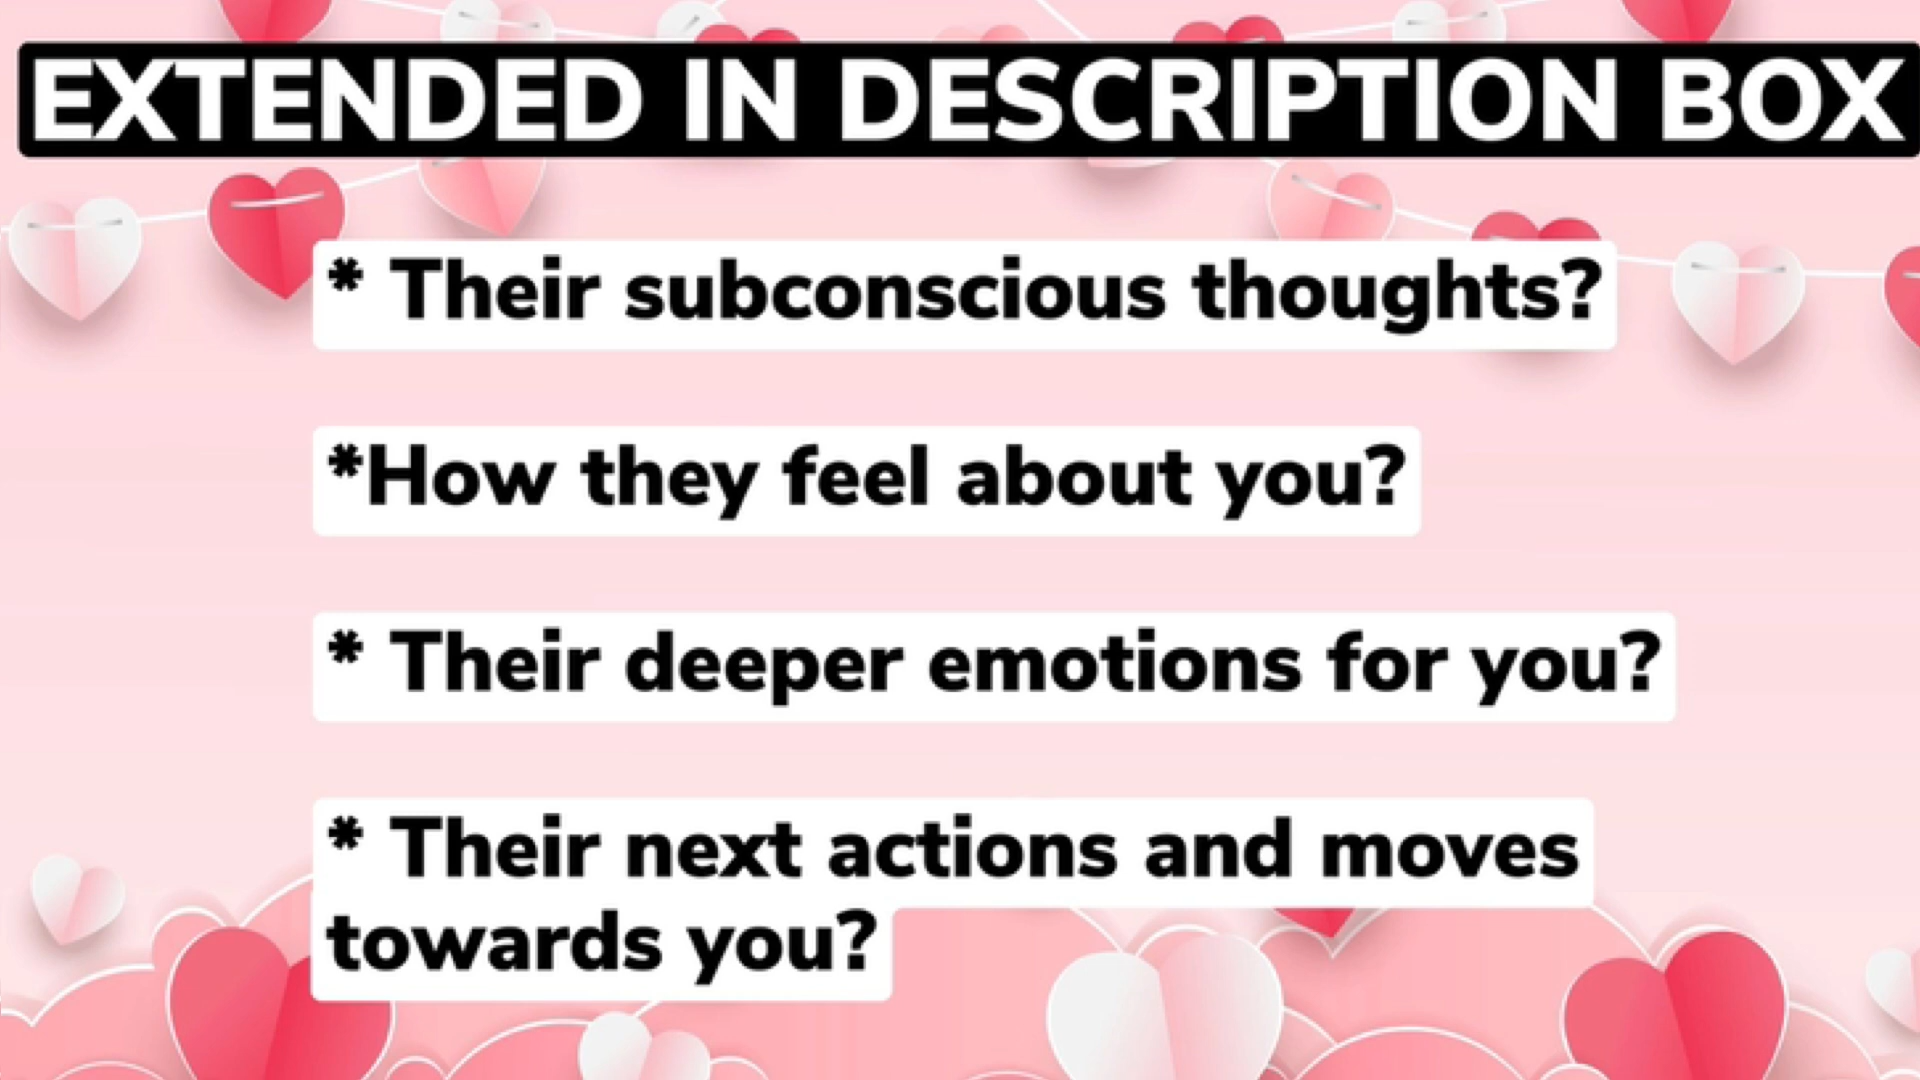 EXTENDED IN DESCRIPTION BOX
* Their subconscious thoughts?
*How they feel about you?
* Their deeper emotions for you?
* Their next actions and moves
towards you?